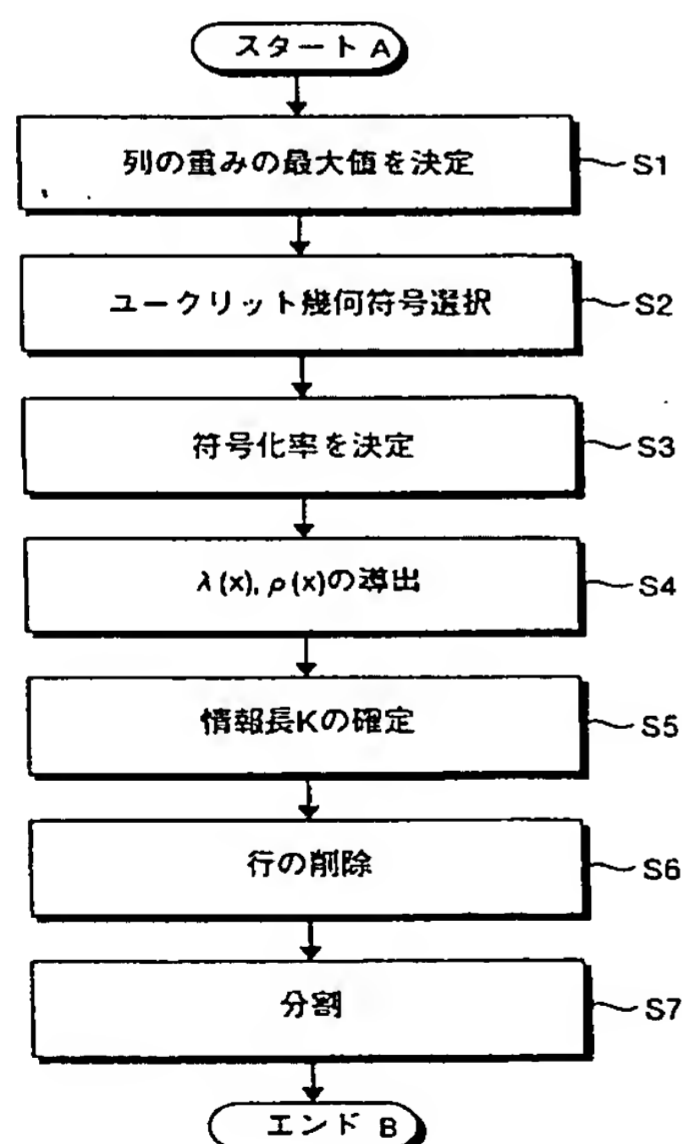 スタート A
列の重みの最大値を決定 S1
ユークリット幾何符号選択 S2
符号化率を決定 S3
λ(x), ρ(x)の導出 S4
情報長Kの確定 S5
行の削除 S6
分割 S7
エンド B